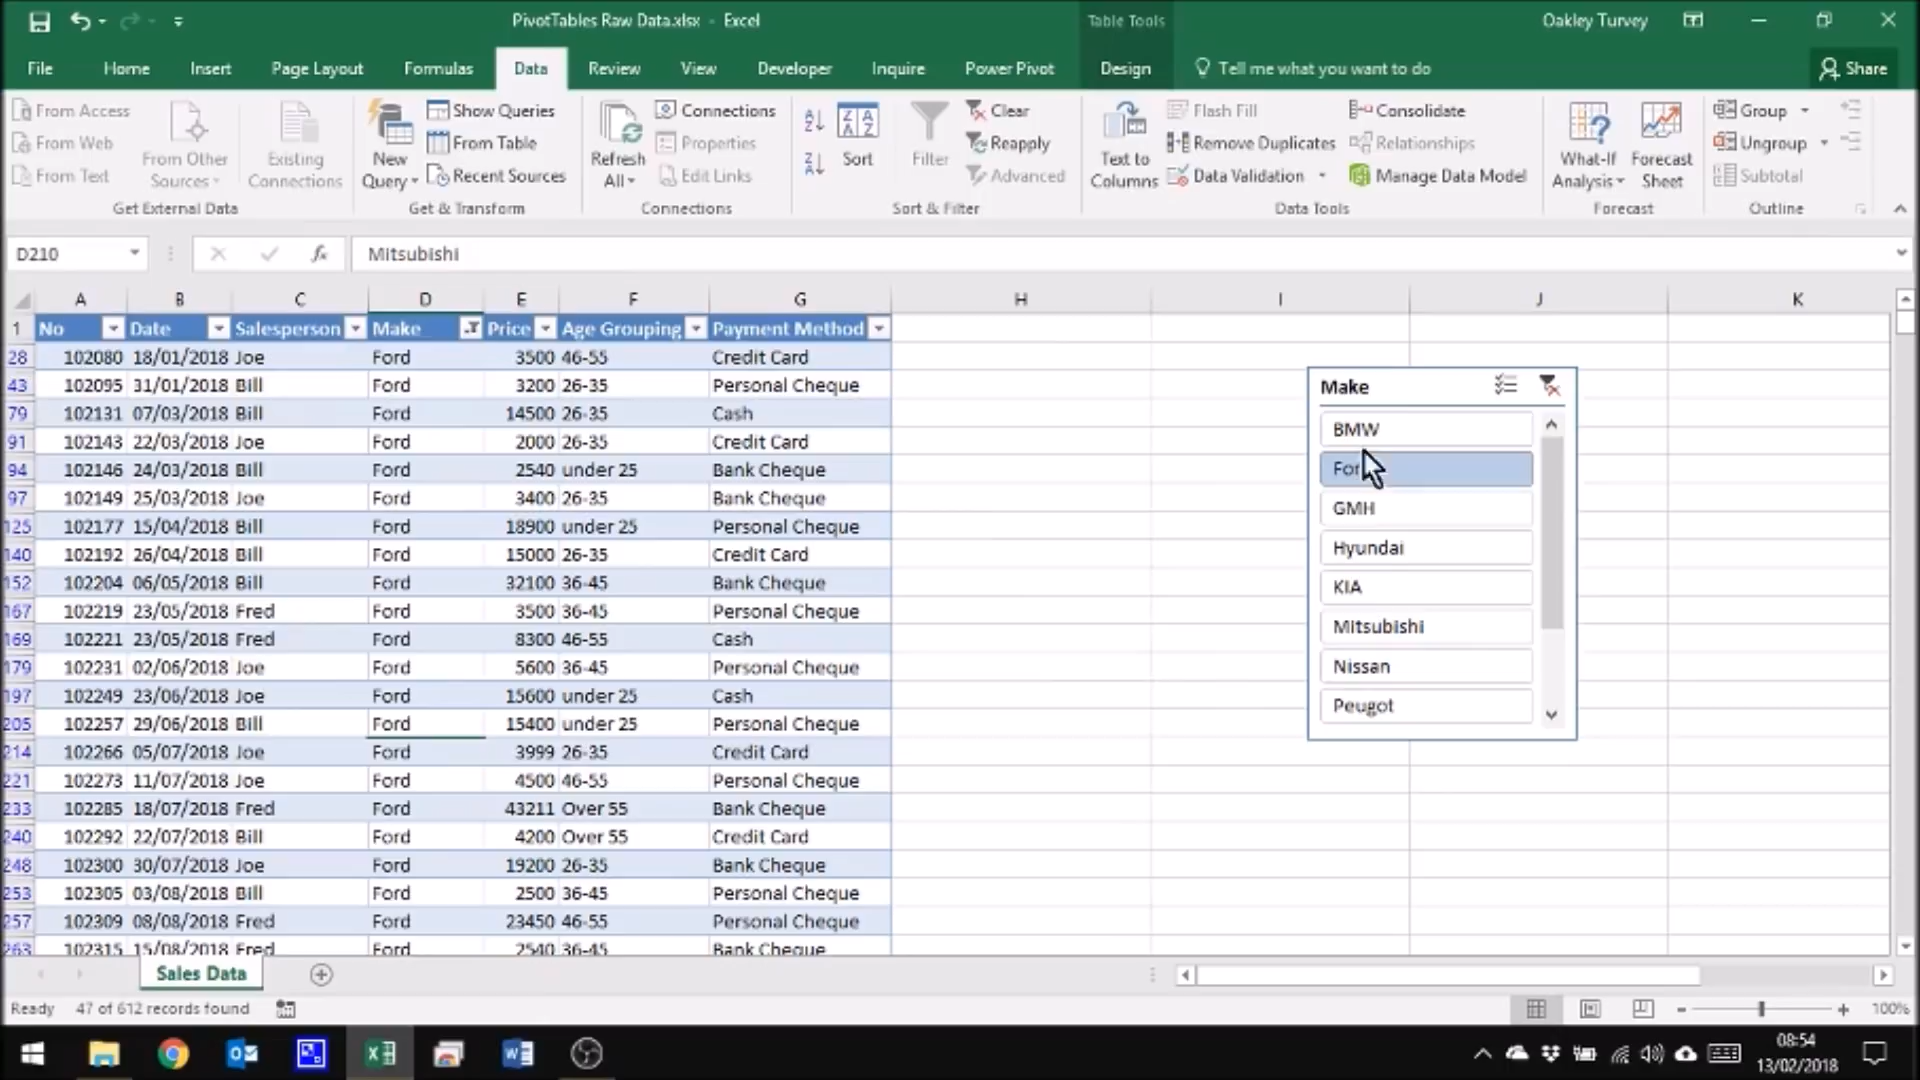 PivotTables Raw Data.xlsx - Excel
Table Tools
Oakley Turvey
File Home Insert Page Layout Formulas Data Review View Developer Inquire Power Pivot Design Tell me what you want to do Share
From Access
From Web
From Text
From Other Sources
Existing Connections
Get External Data
New Query
Show Queries
From Table
Recent Sources
Get & Transform
Refresh All
Connections
Properties
Edit Links
Connections
Sort
Filter
Clear
Reapply
Advanced
Sort & Filter
Text to Columns
Flash Fill
Remove Duplicates
Data Validation
Consolidate
Relationships
Manage Data Model
Data Tools
What-If Analysis
Forecast Sheet
Forecast
Group
Ungroup
Subtotal
Outline
D210 fx Mitsubishi
A B C D E F G H I J K
1 No Date Salesperson Make Price Age Grouping Payment Method
28 102080 18/01/2018 Joe Ford 3500 46-55 Credit Card
43 102095 31/01/2018 Bill Ford 3200 26-35 Personal Cheque
79 102131 07/03/2018 Bill Ford 14500 26-35 Cash
91 102143 22/03/2018 Joe Ford 2000 26-35 Credit Card
94 102146 24/03/2018 Bill Ford 2540 under 25 Bank Cheque
97 102149 25/03/2018 Joe Ford 3400 26-35 Bank Cheque
125 102177 15/04/2018 Bill Ford 18900 under 25 Personal Cheque
140 102192 26/04/2018 Bill Ford 15000 26-35 Credit Card
152 102204 06/05/2018 Bill Ford 32100 36-45 Bank Cheque
167 102219 23/05/2018 Fred Ford 3500 36-45 Personal Cheque
169 102221 23/05/2018 Fred Ford 8300 46-55 Cash
179 102231 02/06/2018 Joe Ford 5600 36-45 Personal Cheque
197 102249 23/06/2018 Joe Ford 15600 under 25 Cash
205 102257 29/06/2018 Bill Ford 15400 under 25 Personal Cheque
214 102266 05/07/2018 Joe Ford 3999 26-35 Credit Card
221 102273 11/07/2018 Joe Ford 4500 46-55 Personal Cheque
233 102285 18/07/2018 Fred Ford 43211 Over 55 Bank Cheque
240 102292 22/07/2018 Bill Ford 4200 Over 55 Credit Card
248 102300 30/07/2018 Joe Ford 19200 26-35 Bank Cheque
253 102305 03/08/2018 Bill Ford 2500 36-45 Personal Cheque
257 102309 08/08/2018 Fred Ford 23450 46-55 Personal Cheque
263 102315 15/08/2018 Fred Ford 2540 36-45 Bank Cheque
Make
BMW
For
GMH
Hyundai
KIA
Mitsubishi
Nissan
Peugot
Sales Data
Ready 47 of 612 records found 100%
08:54
13/02/2018